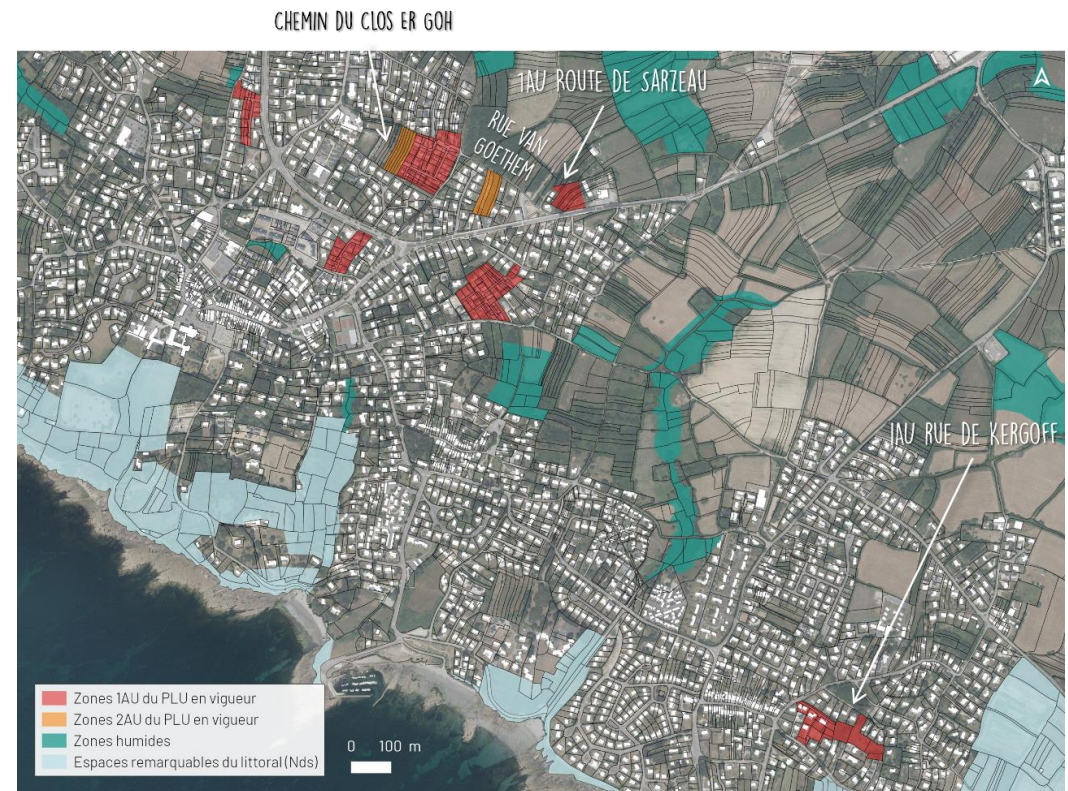 CHEMIN DU CLOS ER GOH
1AU ROUTE DE SARZEAU
RUE VAN
GOETHEM
1AU RUE DE KERGOFF
Zones 1AU du PLU en vigueur
Zones 2AU du PLU en vigueur
Zones humides
Espaces remarquables du littoral (Nds)
0 100 m